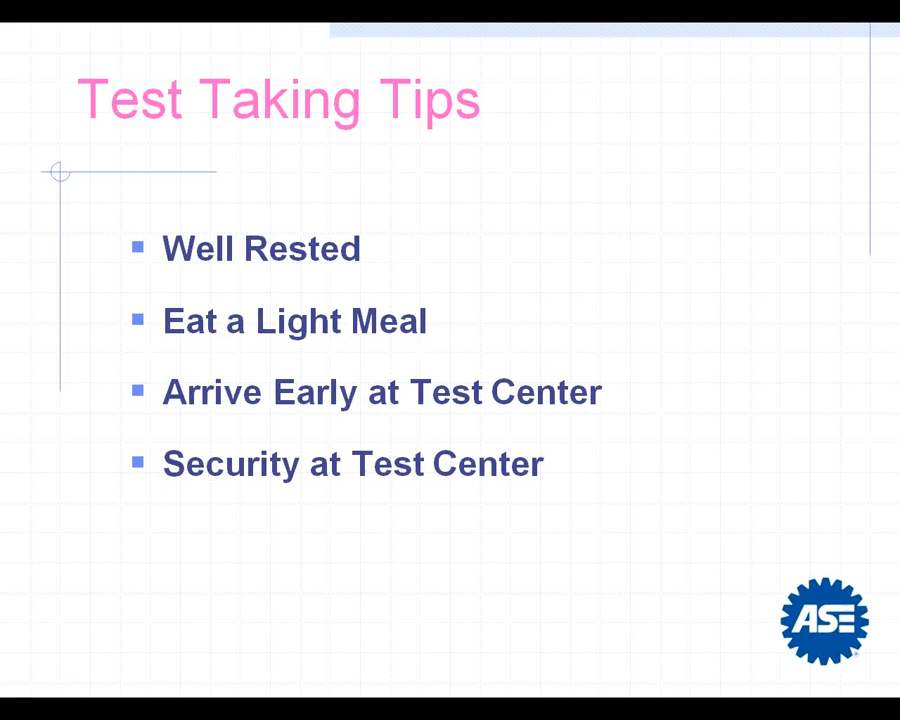 Test Taking Tips
Well Rested
Eat a Light Meal
Arrive Early at Test Center
Security at Test Center
ASE